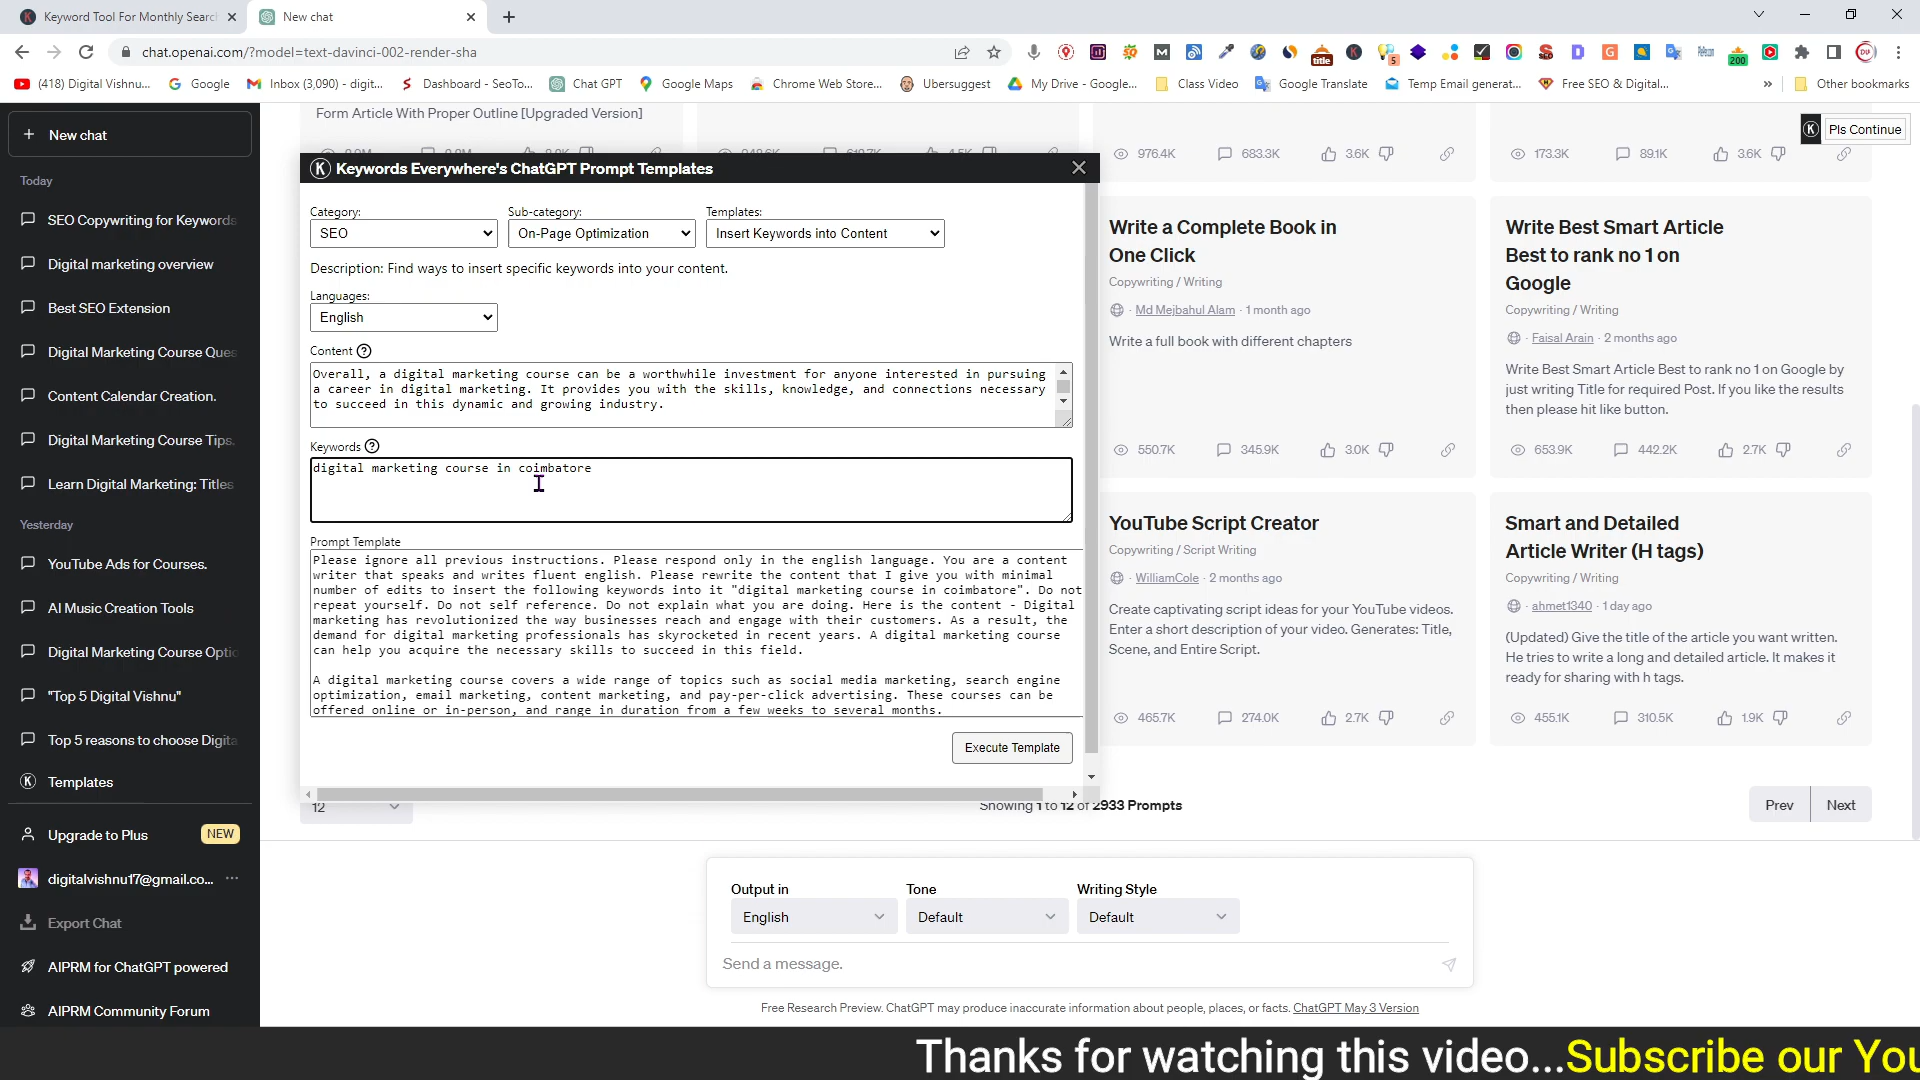 Keyword Tool For Monthly Search
New chat
chat.openai.com/?model=text-davinci-002-render-sha
(418) Digital Vishnu...
Google
Inbox (3,090) - digit...
Dashboard - SeoTo...
Chat GPT
Google Maps
Chrome Web Store...
Ubersuggest
My Drive - Google...
Class Video
Google Translate
Temp Email generat...
Free SEO & Digital...
Other bookmarks
New chat
Today
SEO Copywriting for Keywords
Digital marketing overview
Best SEO Extension
Digital Marketing Course Ques
Content Calendar Creation.
Digital Marketing Course Tips.
Learn Digital Marketing: Titles
Yesterday
YouTube Ads for Courses.
AI Music Creation Tools
Digital Marketing Course Optio
"Top 5 Digital Vishnu"
Top 5 reasons to choose Digita
Templates
Upgrade to Plus
NEW
digitalvishnu17@gmail.co...
Export Chat
AIPRM for ChatGPT powered
AIPRM Community Forum
Form Article With Proper Outline [Upgraded Version]
Pls Continue
976.4K 683.3K 3.6K
173.3K 89.1K 3.6K
Keywords Everywhere's ChatGPT Prompt Templates
Category: Sub-category: Templates:
SEO On-Page Optimization Insert Keywords into Content
Description: Find ways to insert specific keywords into your content.
Languages:
English
Content
Overall, a digital marketing course can be a worthwhile investment for anyone interested in pursuing
a career in digital marketing. It provides you with the skills, knowledge, and connections necessary
to succeed in this dynamic and growing industry.
Keywords
digital marketing course in coimbatore
Prompt Template
Please ignore all previous instructions. Please respond only in the english language. You are a content
writer that speaks and writes fluent english. Please rewrite the content that I give you with minimal
number of edits to insert the following keywords into it "digital marketing course in coimbatore". Do not
repeat yourself. Do not self reference. Do not explain what you are doing. Here is the content - Digital
marketing has revolutionized the way businesses reach and engage with their customers. As a result, the
demand for digital marketing professionals has skyrocketed in recent years. A digital marketing course
can help you acquire the necessary skills to succeed in this field.
A digital marketing course covers a wide range of topics such as social media marketing, search engine
optimization, email marketing, content marketing, and pay-per-click advertising. These courses can be
offered online or in-person, and range in duration from a few weeks to several months.
Execute Template
Write a Complete Book in
One Click
Copywriting / Writing
Md Mejbahul Alam · 1 month ago
Write a full book with different chapters
550.7K 345.9K 3.0K
Write Best Smart Article
Best to rank no 1 on
Google
Copywriting / Writing
Faisal Arain · 2 months ago
Write Best Smart Article Best to rank no 1 on Google by
just writing Title for required Post. If you like the results
then please hit like button.
653.9K 442.2K 2.7K
YouTube Script Creator
Copywriting / Script Writing
WilliamCole · 2 months ago
Create captivating script ideas for your YouTube videos.
Enter a short description of your video. Generates: Title,
Scene, and Entire Script.
465.7K 274.0K 2.7K
Smart and Detailed
Article Writer (H tags)
Copywriting / Writing
ahmet1340 · 1 day ago
(Updated) Give the title of the article you want written.
He tries to write a long and detailed article. It makes it
ready for sharing with h tags.
455.1K 310.5K 1.9K
12
Showing 1 to 12 of 2933 Prompts
Prev Next
Output in Tone Writing Style
English Default Default
Send a message.
Free Research Preview. ChatGPT may produce inaccurate information about people, places, or facts. ChatGPT May 3 Version
Thanks for watching this video...Subscribe our You